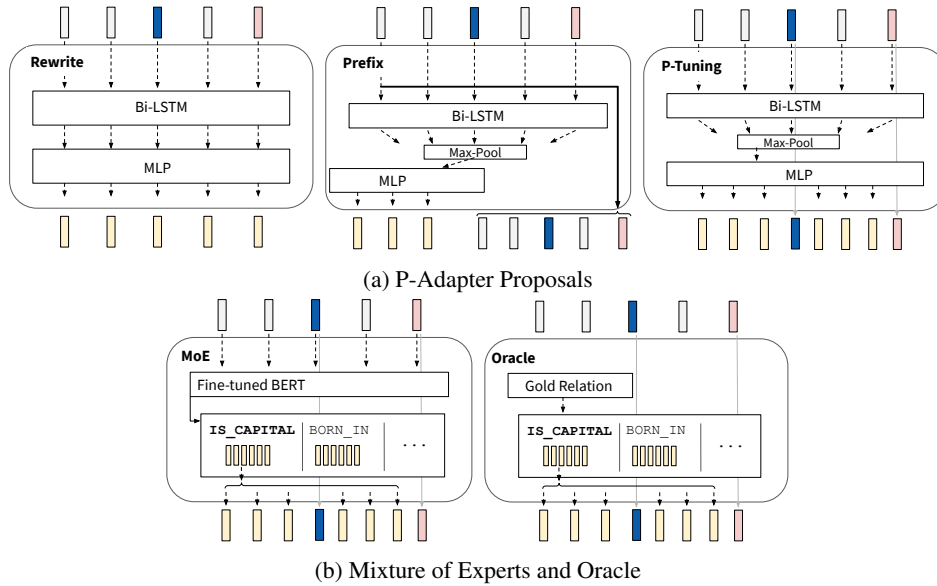 Rewrite
Bi-LSTM
MLP
Prefix
Bi-LSTM
Max-Pool
MLP
P-Tuning
Bi-LSTM
Max-Pool
MLP
(a) P-Adapter Proposals
MoE
Fine-tuned BERT
IS_CAPITAL BORN_IN ...
Oracle
Gold Relation
IS_CAPITAL BORN_IN ...
(b) Mixture of Experts and Oracle